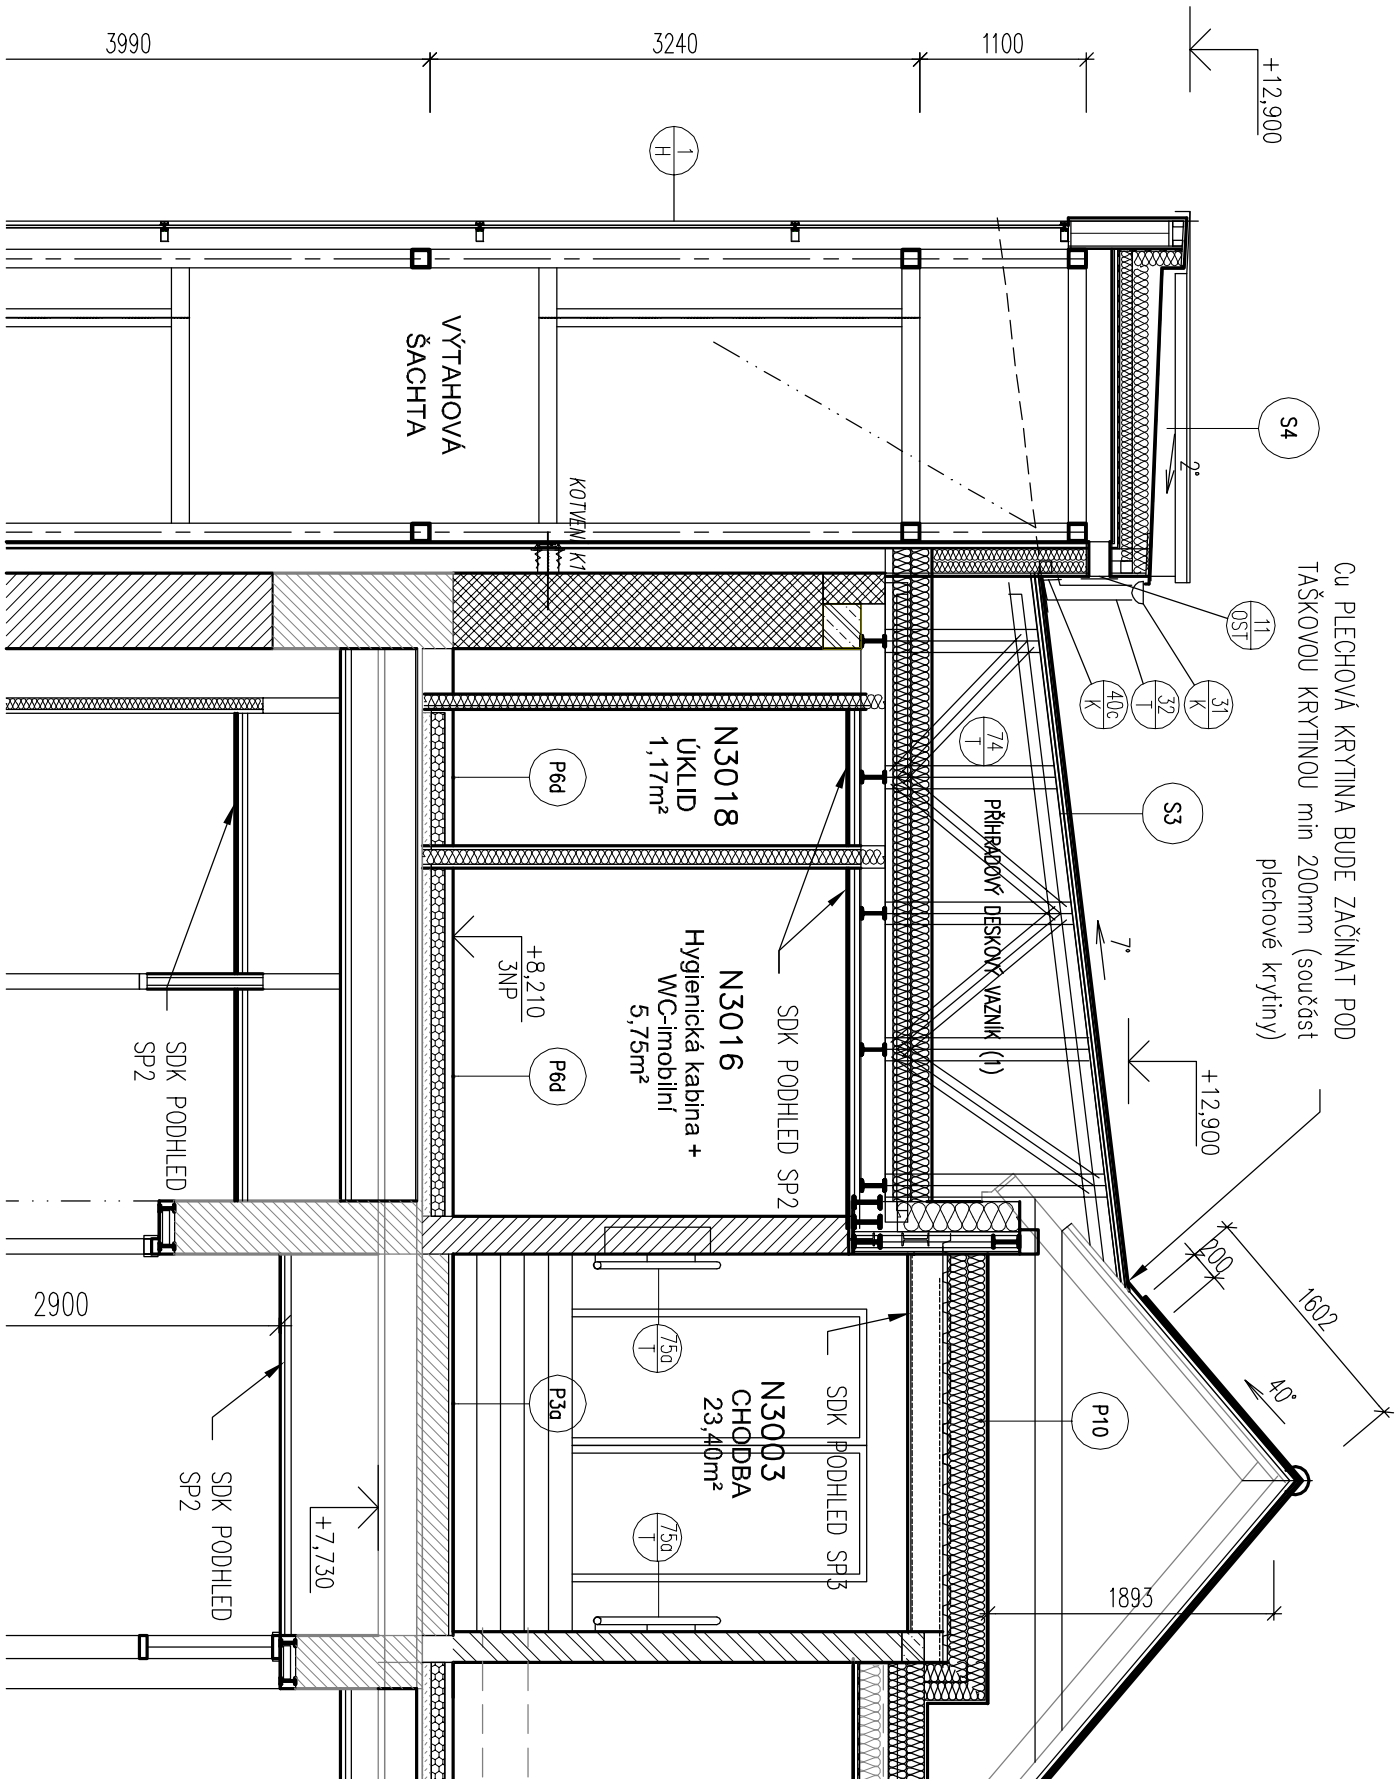 3990
3240
1100
+12,900
1
H
VÝTAHOVÁ
ŠACHTA
S4
2°
KOTVENÍ K1
Cu PLECHOVÁ KRYTINA BUDE ZAČÍNAT POD
TAŠKOVOU KRYTINOU min 200mm (součást
plechové krytiny)
11
OST
31
K
32
T
40c
K
74
T
S3
7°
PŘÍHRADOVÝ DESKOVÝ VAZNÍK (1)
+12,900
N3018
ÚKLID
1,17m²
P6d
N3016
Hygienická kabina +
WC-imobilní
5,75m²
+8,210
3NP
P6d
SDK PODHLED SP2
SDK PODHLED
SP2
200
1602
40°
2900
75a
T
P3a
N3003
CHODBA
23,40m²
SDK PODHLED SP3
P10
75a
T
SDK PODHLED
SP2
+7,730
1893